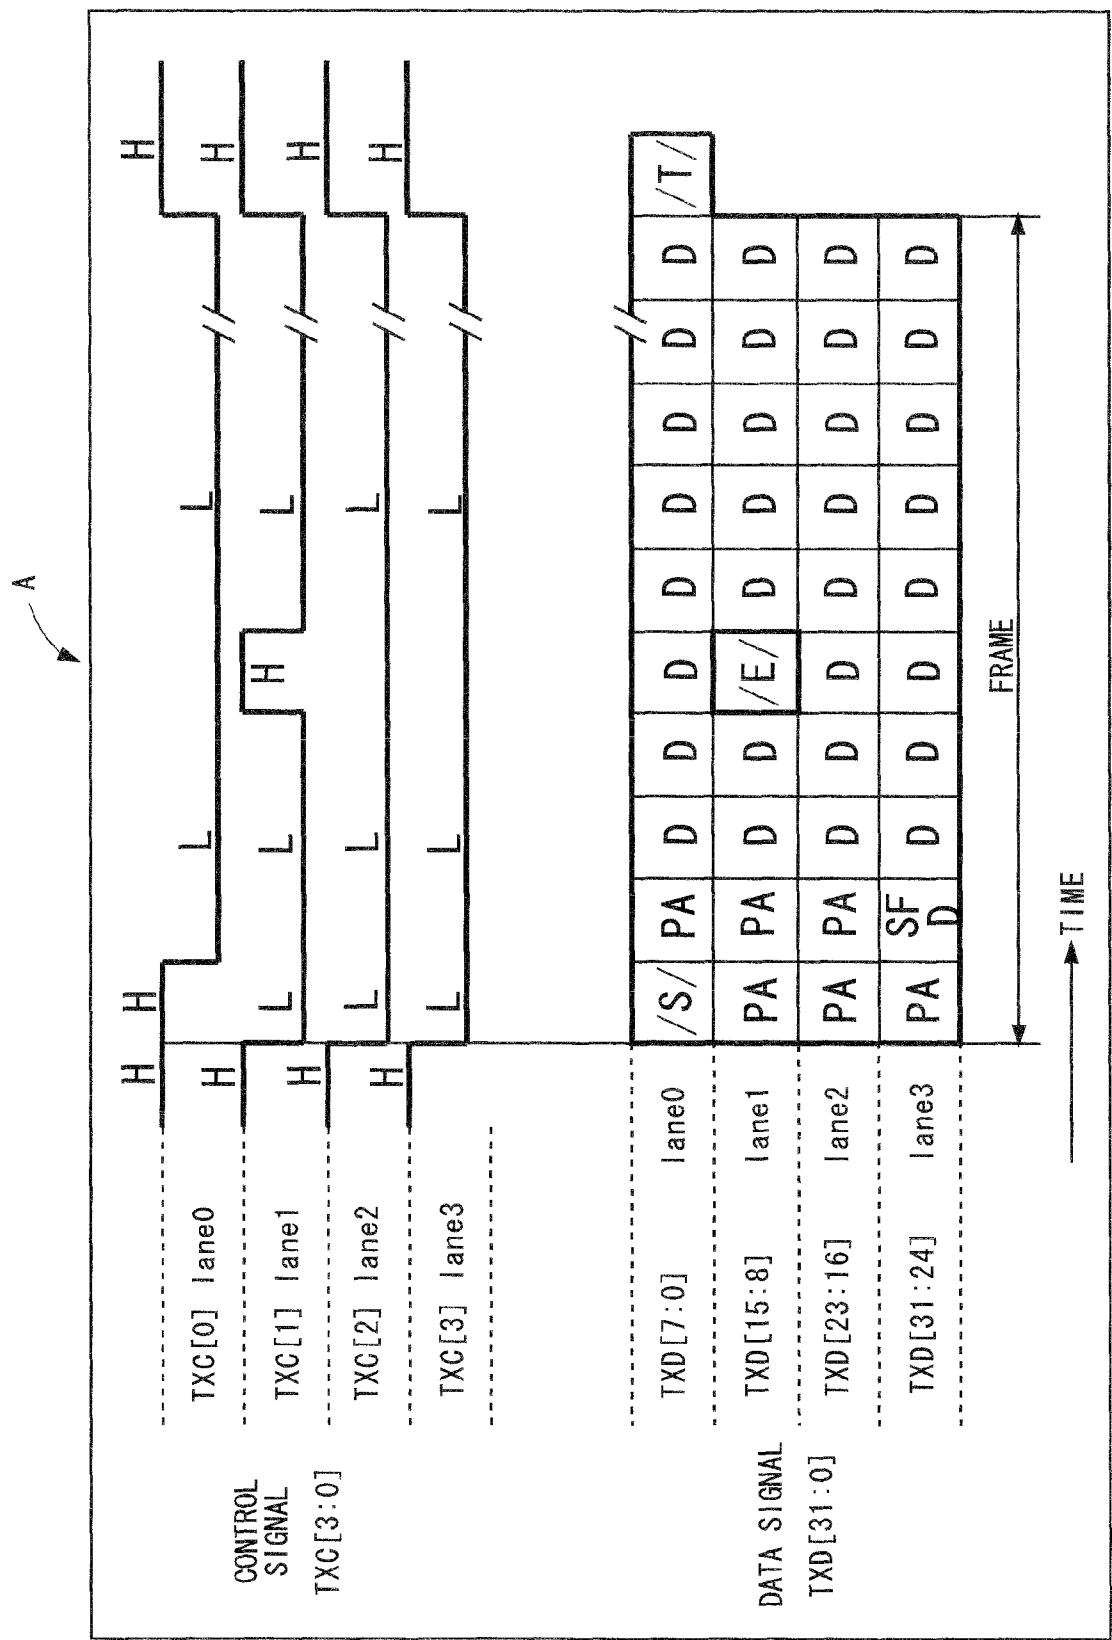 A
CONTROL
SIGNAL
TXC[3:0]
TXC[0] lane0
H H L L H
TXC[1] lane1
H L L H L H
TXC[2] lane2
H L L L H
TXC[3] lane3
H L L L H
DATA SIGNAL
TXD[31:0]
TXD[7:0] lane0
/S/ PA D D D D D D D D /T/
TXD[15:8] lane1
PA PA D D /E/ D D D D D
TXD[23:16] lane2
PA PA D D D D D D D D
TXD[31:24] lane3
PA SF D D D D D D D D D
FRAME
TIME